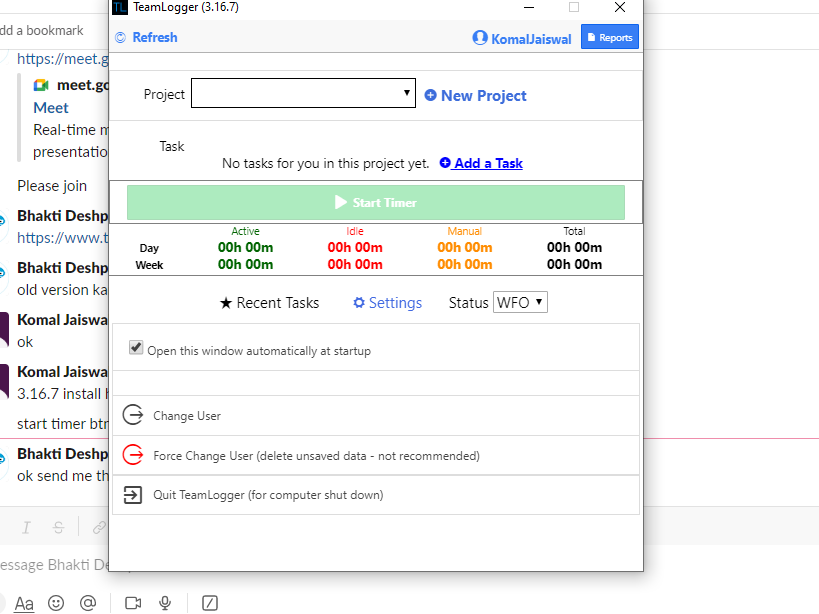 TL TeamLogger (3.16.7)
Refresh
KomalJaiswal
Reports
Project
New Project
Task
No tasks for you in this project yet. Add a Task
Start Timer
Active Idle Manual Total
Day 00h 00m 00h 00m 00h 00m 00h 00m
Week 00h 00m 00h 00m 00h 00m 00h 00m
Recent Tasks Settings Status WFO
Open this window automatically at startup
Change User
Force Change User (delete unsaved data - not recommended)
Quit TeamLogger (for computer shut down)
dd a bookmark
https://meet.g
meet.go
Meet
Real-time m
presentatio
Please join
Bhakti Deshp
https://www.t
Bhakti Deshp
old version ka
Komal Jaiswa
ok
Komal Jaiswa
3.16.7 install
start timer btn
Bhakti Deshp
ok send me th
essage Bhakti De
Aa